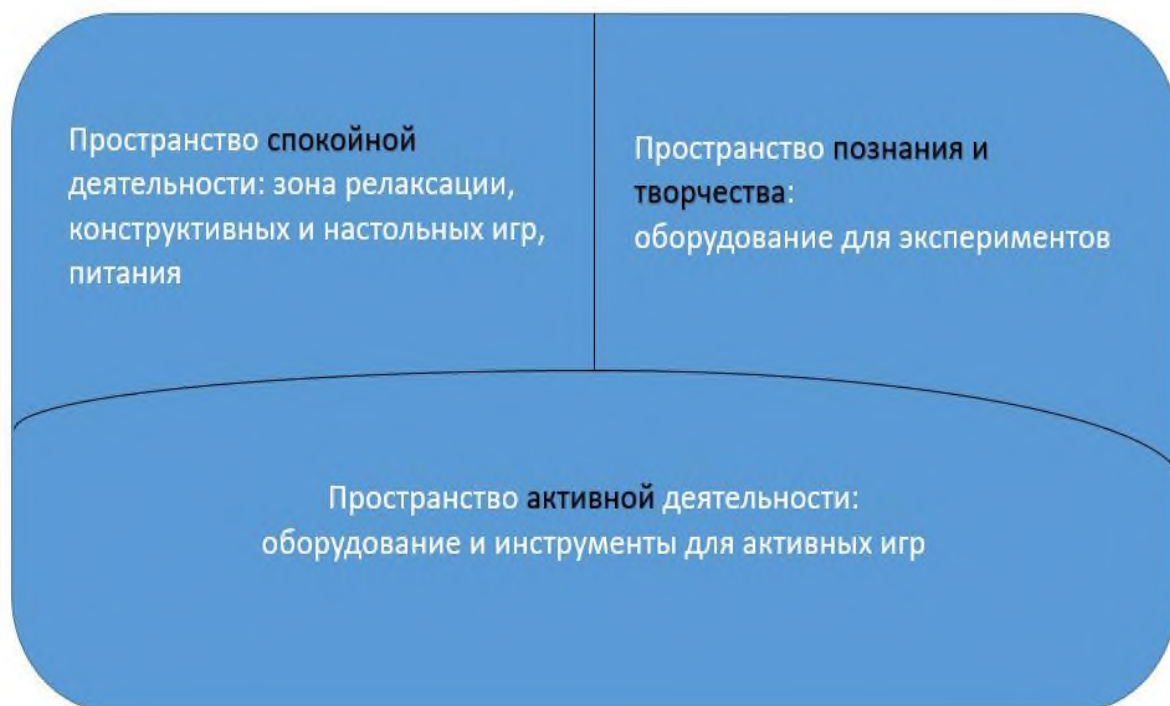 Пространство спокойной
деятельности: зона релаксации,
конструктивных и настольных игр,
питания
Пространство познания и
творчества:
оборудование для экспериментов
Пространство активной деятельности:
оборудование и инструменты для активных игр